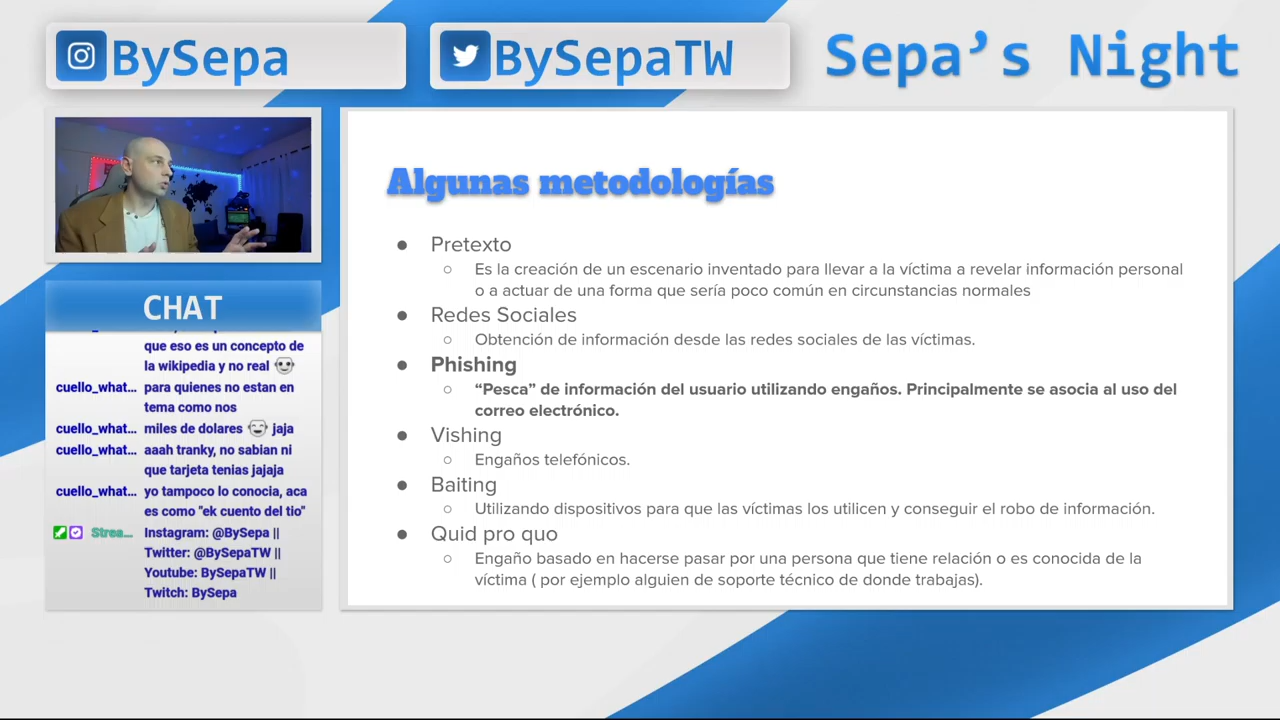 BySepa
BySepaTW
Sepa’s Night
CHAT
que eso es un concepto de
la wikipedia y no real
cuello_what... para quienes no estan en
tema como nos
cuello_what... miles de dolares jaja
cuello_what... aaah tranky, no sabian ni
que tarjeta tenias jajaja
cuello_what... yo tampoco lo conocia, aca
es como "ek cuento del tio"
Strea... Instagram: @BySepa ||
Twitter: @BySepaTW ||
Youtube: BySepaTW ||
Twitch: BySepa
Algunas metodologías
● Pretexto
○ Es la creación de un escenario inventado para llevar a la víctima a revelar información personal
o a actuar de una forma que sería poco común en circunstancias normales
● Redes Sociales
○ Obtención de información desde las redes sociales de las víctimas.
● Phishing
○ “Pesca” de información del usuario utilizando engaños. Principalmente se asocia al uso del
correo electrónico.
● Vishing
○ Engaños telefónicos.
● Baiting
○ Utilizando dispositivos para que las víctimas los utilicen y conseguir el robo de información.
● Quid pro quo
○ Engaño basado en hacerse pasar por una persona que tiene relación o es conocida de la
víctima ( por ejemplo alguien de soporte técnico de donde trabajas).